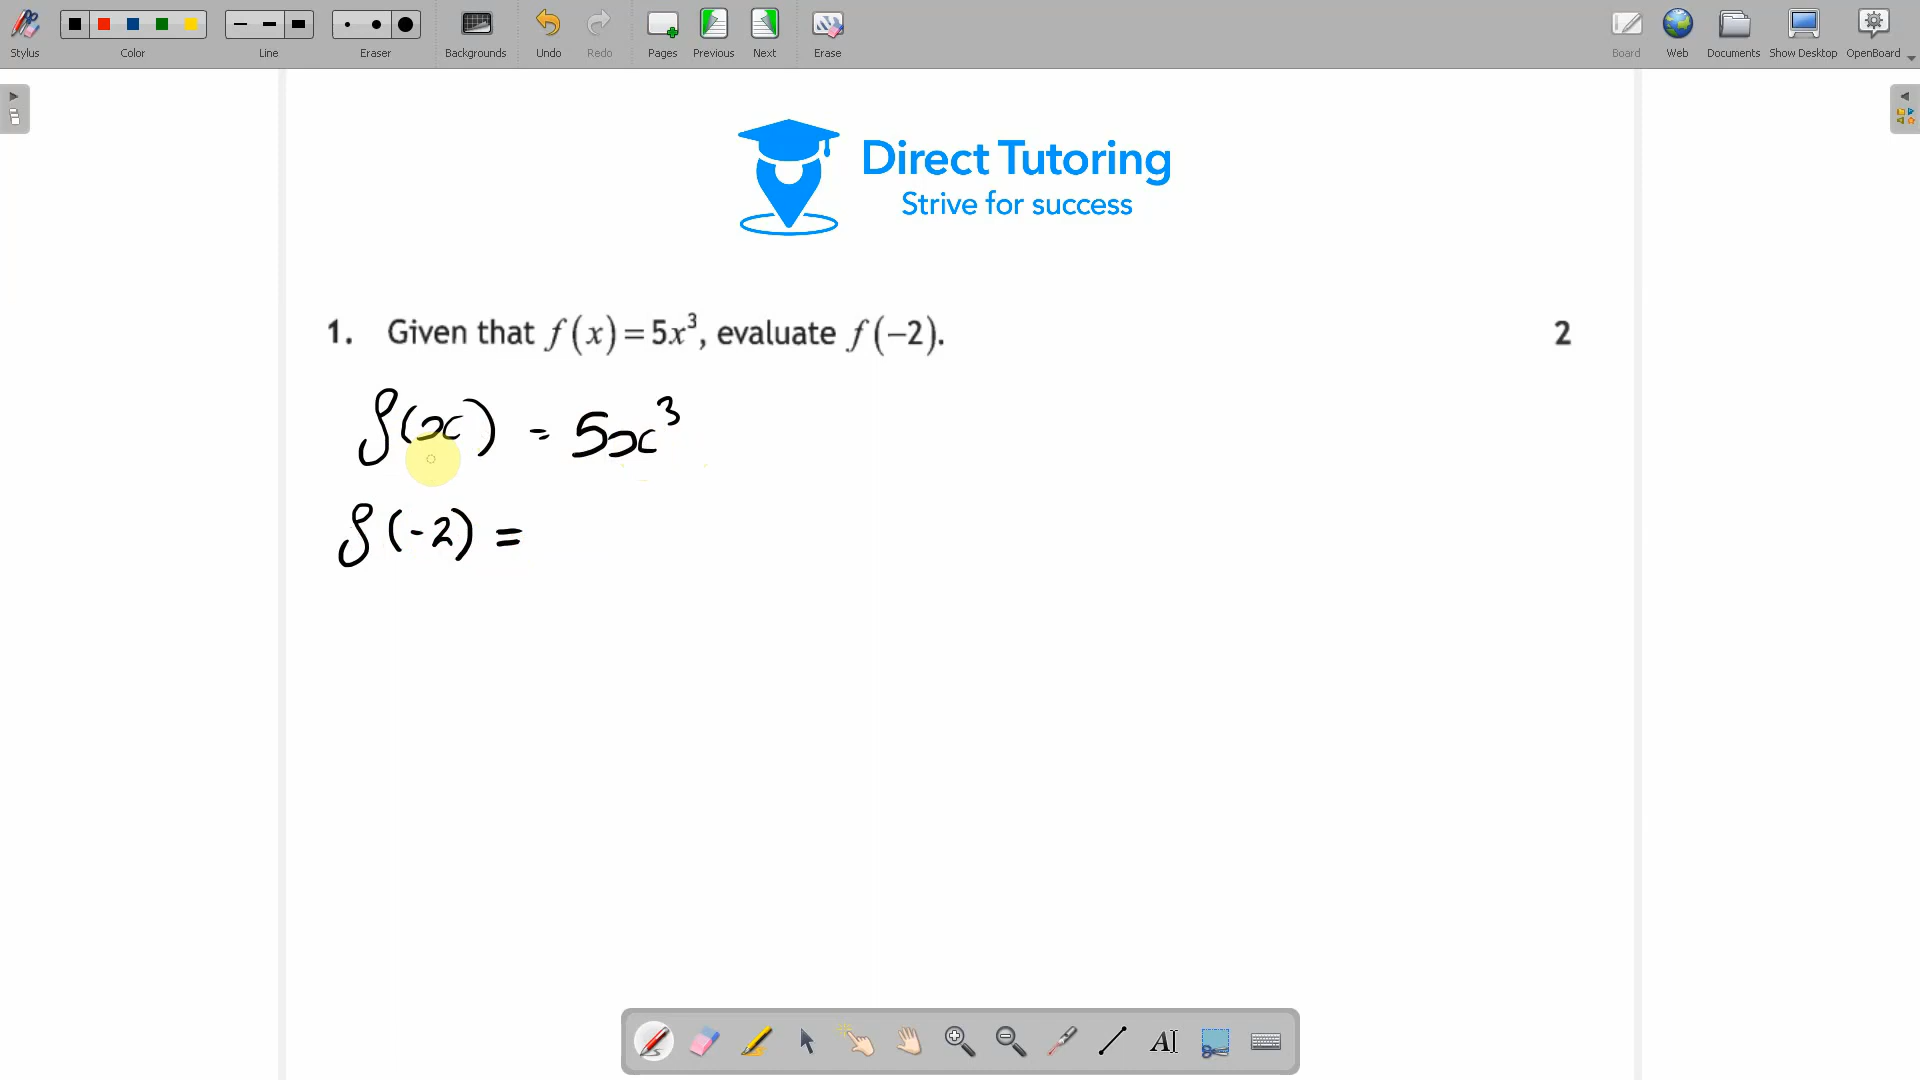 Stylus Color Line Eraser Backgrounds Undo Redo Pages Previous Next Erase Board Web Documents Show Desktop OpenBoard
Direct Tutoring
Strive for success
1. Given that f(x)=5x³, evaluate f(−2). 2
f(x) = 5x³
f(-2) =
AI